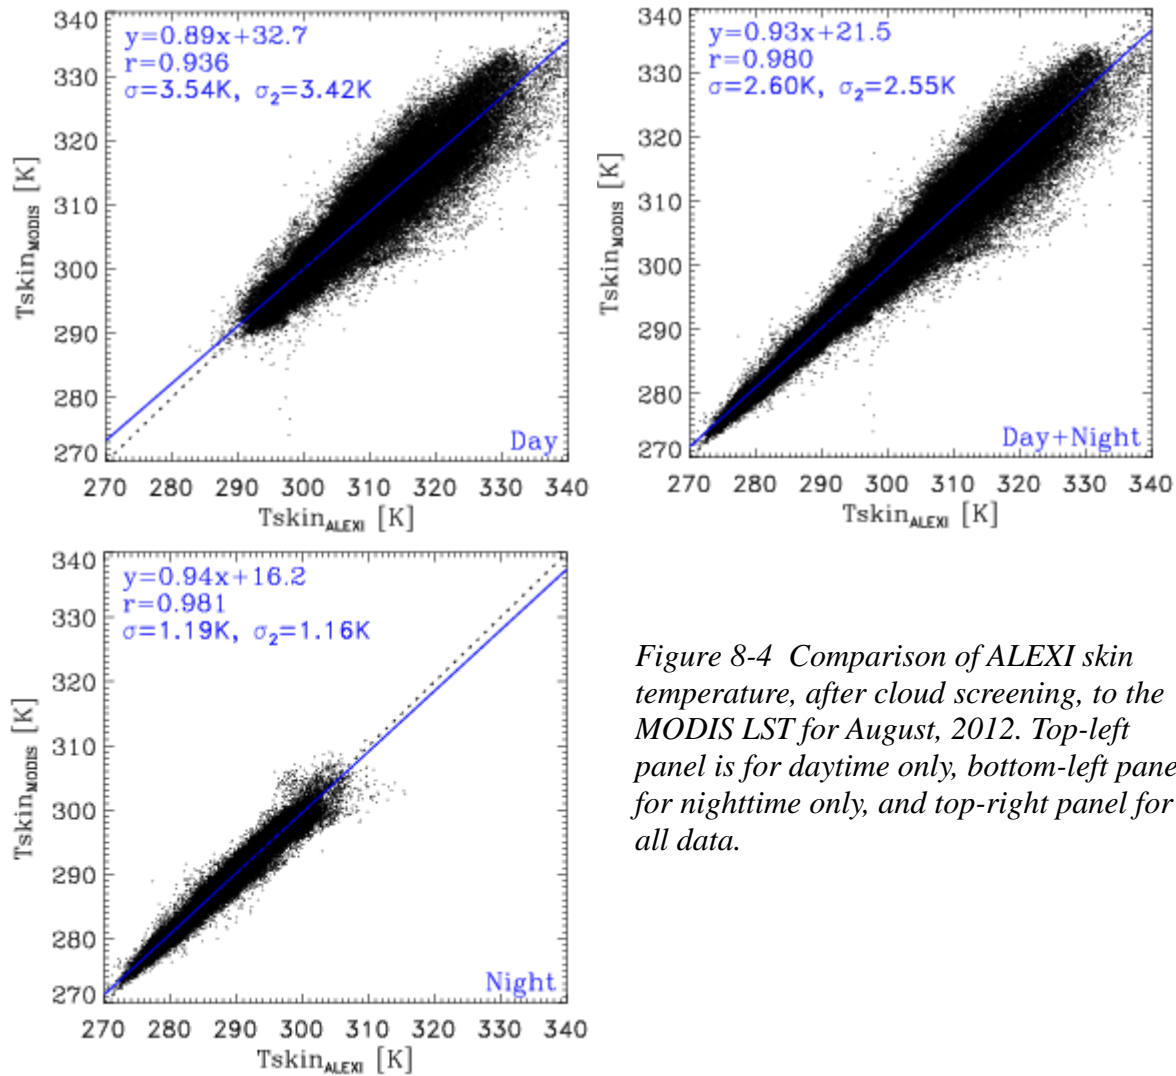 340
330
320
310
300
290
280
270
Tskin_MODIS [K]
y=0.89x+32.7
r=0.936
σ=3.54K, σ₂=3.42K
Day
270 280 290 300 310 320 330 340
Tskin_ALEXI [K]
340
330
320
310
300
290
280
270
Tskin_MODIS [K]
y=0.93x+21.5
r=0.980
σ=2.60K, σ₂=2.55K
Day+Night
270 280 290 300 310 320 330 340
Tskin_ALEXI [K]
340
330
320
310
300
290
280
270
Tskin_MODIS [K]
y=0.94x+16.2
r=0.981
σ=1.19K, σ₂=1.16K
Night
270 280 290 300 310 320 330 340
Tskin_ALEXI [K]
Figure 8-4 Comparison of ALEXI skin
temperature, after cloud screening, to the
MODIS LST for August, 2012. Top-left
panel is for daytime only, bottom-left pane
for nighttime only, and top-right panel for
all data.